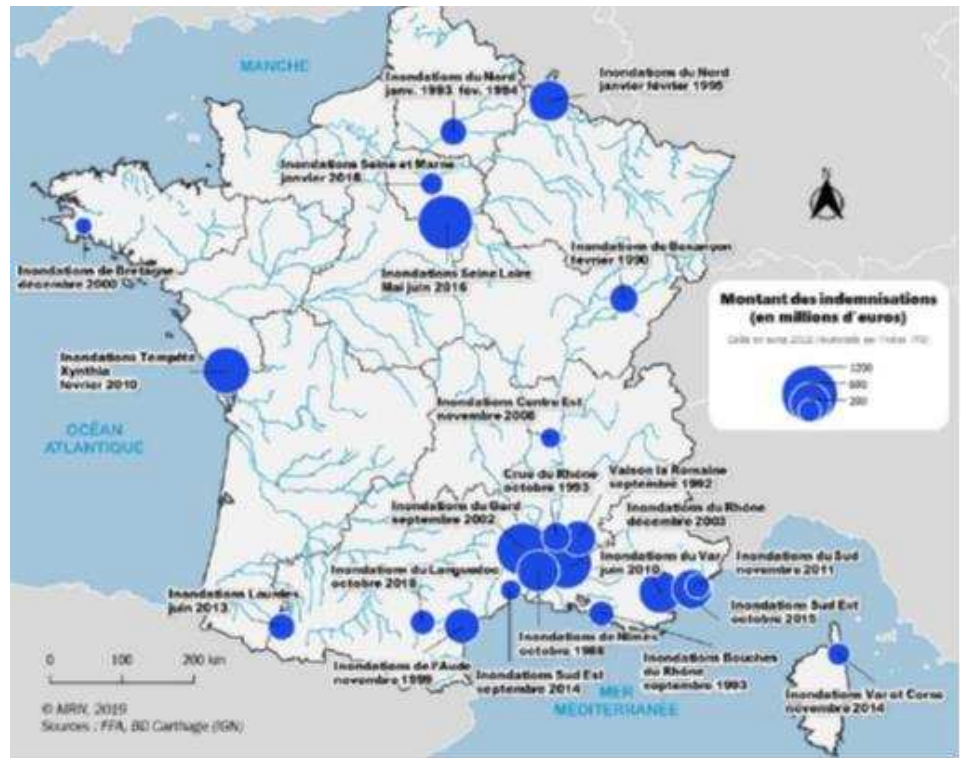 MANCHE
Inondations du Nord
janv. 1993 fév. 1994
Inondations du Nord
janvier février 1995
Inondations Seine et Marne
janvier 2018
Inondations de Besançon
février 1990
Inondations de Bretagne
décembre 2000
Inondations Seine Loire
Mai juin 2016
Montant des indemnisations
(en millions d'euros)
1200
600
200
Inondations Tempête
Xynthia
février 2010
Inondations Centre Est
novembre 2008
OCÉAN
ATLANTIQUE
Crue du Rhône
octobre 1993
Vaison la Romaine
septembre 1992
Inondations du Gard
septembre 2002
Inondations du Rhône
décembre 2003
Inondations du Var
juin 2010
Inondations du Sud
novembre 2011
Inondations du Languedoc
octobre 2018
Inondations Lourdes
juin 2013
Inondations Sud Est
octobre 2015
Inondations de Nîmes
octobre 1988
Inondations de l'Aude
novembre 1999
Inondations Sud Est
septembre 2014
Inondations Bouches
du Rhône
septembre 1993
MER
MÉDITERRANÉE
Inondations Var et Corse
novembre 2014
0 100 200 km
© MRN, 2019
Sources : FFA, BD Carthage (IGN)